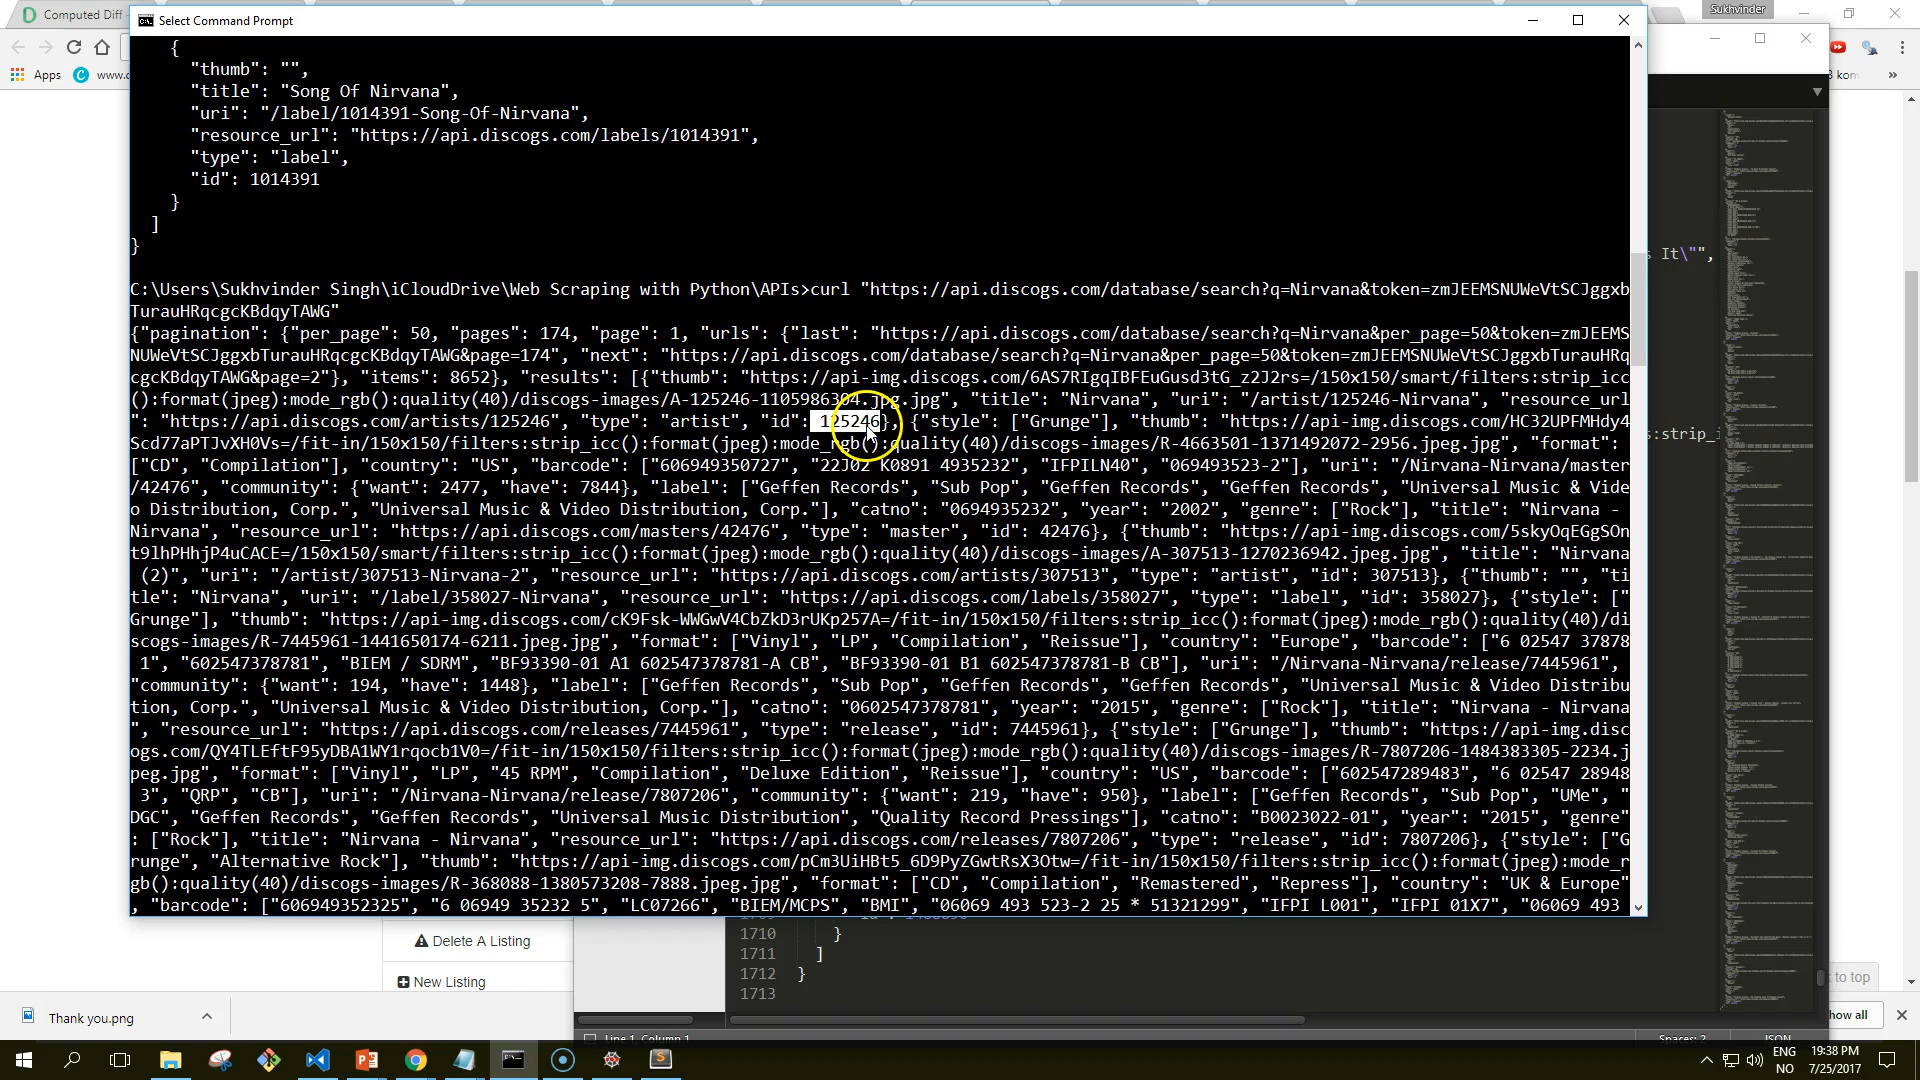 Computed Diff
Select Command Prompt
Sukhvinder
Apps
www.c
3 kon
{
"thumb": "",
"title": "Song Of Nirvana",
"uri": "/label/1014391-Song-Of-Nirvana",
"resource_url": "https://api.discogs.com/labels/1014391",
"type": "label",
"id": 1014391
}
]
}
s It\"",
C:\Users\Sukhvinder Singh\iCloudDrive\Web Scraping with Python\APIs>curl "https://api.discogs.com/database/search?q=Nirvana&token=zmJEEMSNUWeVtSCJggxb
TurauHRqcgcKBdqyTAWG"
{"pagination": {"per_page": 50, "pages": 174, "page": 1, "urls": {"last": "https://api.discogs.com/database/search?q=Nirvana&per_page=50&token=zmJEEMS
NUWeVtSCJggxbTurauHRqcgcKBdqyTAWG&page=174", "next": "https://api.discogs.com/database/search?q=Nirvana&per_page=50&token=zmJEEMSNUWeVtSCJggxbTurauHRq
cgcKBdqyTAWG&page=2"}, "items": 8652}, "results": [{"thumb": "https://api-img.discogs.com/6AS7RIgqIBFEuGusd3tG_z2J2rs=/150x150/smart/filters:strip_icc
():format(jpeg):mode_rgb():quality(40)/discogs-images/A-125246-1105986304.jpg.jpg", "title": "Nirvana", "uri": "/artist/125246-Nirvana", "resource_url
": "https://api.discogs.com/artists/125246", "type": "artist", "id": 125246}, {"style": ["Grunge"], "thumb": "https://api-img.discogs.com/HC32UPFMHdy4
Scd77aPTJvXH0Vs=/fit-in/150x150/filters:strip_icc():format(jpeg):mode_rgb():quality(40)/discogs-images/R-4663501-1371492072-2956.jpeg.jpg", "format":
s:strip_i
["CD", "Compilation"], "country": "US", "barcode": ["606949350727", "22J02 K0891 4935232", "IFPILN40", "069493523-2"], "uri": "/Nirvana-Nirvana/master
/42476", "community": {"want": 2477, "have": 7844}, "label": ["Geffen Records", "Sub Pop", "Geffen Records", "Geffen Records", "Universal Music & Vide
o Distribution, Corp.", "Universal Music & Video Distribution, Corp."], "catno": "0694935232", "year": "2002", "genre": ["Rock"], "title": "Nirvana -
Nirvana", "resource_url": "https://api.discogs.com/masters/42476", "type": "master", "id": 42476}, {"thumb": "https://api-img.discogs.com/5skyOqEGgSOn
t9lhPHhjP4uCACE=/150x150/smart/filters:strip_icc():format(jpeg):mode_rgb():quality(40)/discogs-images/A-307513-1270236942.jpeg.jpg", "title": "Nirvana
(2)", "uri": "/artist/307513-Nirvana-2", "resource_url": "https://api.discogs.com/artists/307513", "type": "artist", "id": 307513}, {"thumb": "", "ti
tle": "Nirvana", "uri": "/label/358027-Nirvana", "resource_url": "https://api.discogs.com/labels/358027", "type": "label", "id": 358027}, {"style": ["
Grunge"], "thumb": "https://api-img.discogs.com/cK9Fsk-WWGwV4CbZkD3rUKp257A=/fit-in/150x150/filters:strip_icc():format(jpeg):mode_rgb():quality(40)/di
scogs-images/R-7445961-1441650174-6211.jpeg.jpg", "format": ["Vinyl", "LP", "Compilation", "Reissue"], "country": "Europe", "barcode": ["6 02547 37878
1", "602547378781", "BIEM / SDRM", "BF93390-01 A1 602547378781-A CB", "BF93390-01 B1 602547378781-B CB"], "uri": "/Nirvana-Nirvana/release/7445961",
"community": {"want": 194, "have": 1448}, "label": ["Geffen Records", "Sub Pop", "Geffen Records", "Geffen Records", "Universal Music & Video Distribu
tion, Corp.", "Universal Music & Video Distribution, Corp."], "catno": "0602547378781", "year": "2015", "genre": ["Rock"], "title": "Nirvana - Nirvana
", "resource_url": "https://api.discogs.com/releases/7445961", "type": "release", "id": 7445961}, {"style": ["Grunge"], "thumb": "https://api-img.disc
ogs.com/QY4TLEftF95yDBA1WY1rqocb1V0=/fit-in/150x150/filters:strip_icc():format(jpeg):mode_rgb():quality(40)/discogs-images/R-7807206-1484383305-2234.j
peg.jpg", "format": ["Vinyl", "LP", "45 RPM", "Compilation", "Deluxe Edition", "Reissue"], "country": "US", "barcode": ["602547289483", "6 02547 28948
3", "QRP", "CB"], "uri": "/Nirvana-Nirvana/release/7807206", "community": {"want": 219, "have": 950}, "label": ["Geffen Records", "Sub Pop", "UMe", "
DGC", "Geffen Records", "Geffen Records", "Universal Music Distribution", "Quality Record Pressings"], "catno": "B0023022-01", "year": "2015", "genre"
: ["Rock"], "title": "Nirvana - Nirvana", "resource_url": "https://api.discogs.com/releases/7807206", "type": "release", "id": 7807206}, {"style": ["G
runge", "Alternative Rock"], "thumb": "https://api-img.discogs.com/pCm3UiHBt5_6D9PyZGwtRsX3Otw=/fit-in/150x150/filters:strip_icc():format(jpeg):mode_r
gb():quality(40)/discogs-images/R-368088-1380573208-7888.jpeg.jpg", "format": ["CD", "Compilation", "Remastered", "Repress"], "country": "UK & Europe"
, "barcode": ["606949352325", "6 06949 35232 5", "LC07266", "BIEM/MCPS", "BMI", "06069 493 523-2 25 * 51321299", "IFPI L001", "IFPI 01X7", "06069 493
Delete A Listing
New Listing
1710 }
1711 ]
1712 }
1713
k to top
Thank you.png
how all
Line 1, Column 1
Spaces: 2
JSON
ENG
NO
19:38 PM
7/25/2017